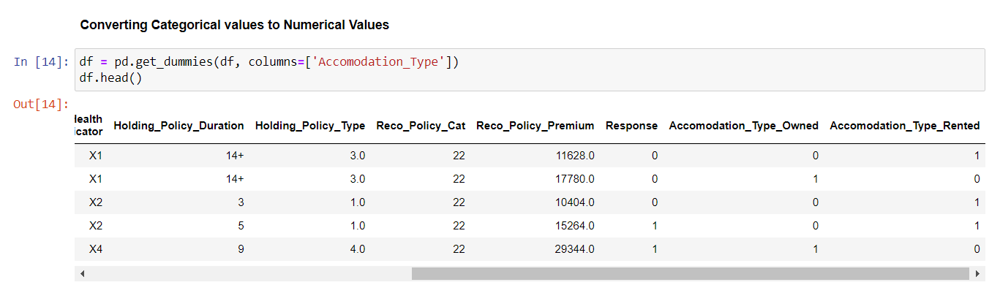 Converting Categorical values to Numerical Values
In [14]: df = pd.get_dummies(df, columns=['Accomodation_Type'])
df.head()
Out[14]:
Health
icator Holding_Policy_Duration Holding_Policy_Type Reco_Policy_Cat Reco_Policy_Premium Response Accomodation_Type_Owned Accomodation_Type_Rented
X1 14+ 3.0 22 11628.0 0 0 1
X1 14+ 3.0 22 17780.0 0 1 0
X2 3 1.0 22 10404.0 0 0 1
X2 5 1.0 22 15264.0 1 0 1
X4 9 4.0 22 29344.0 1 1 0